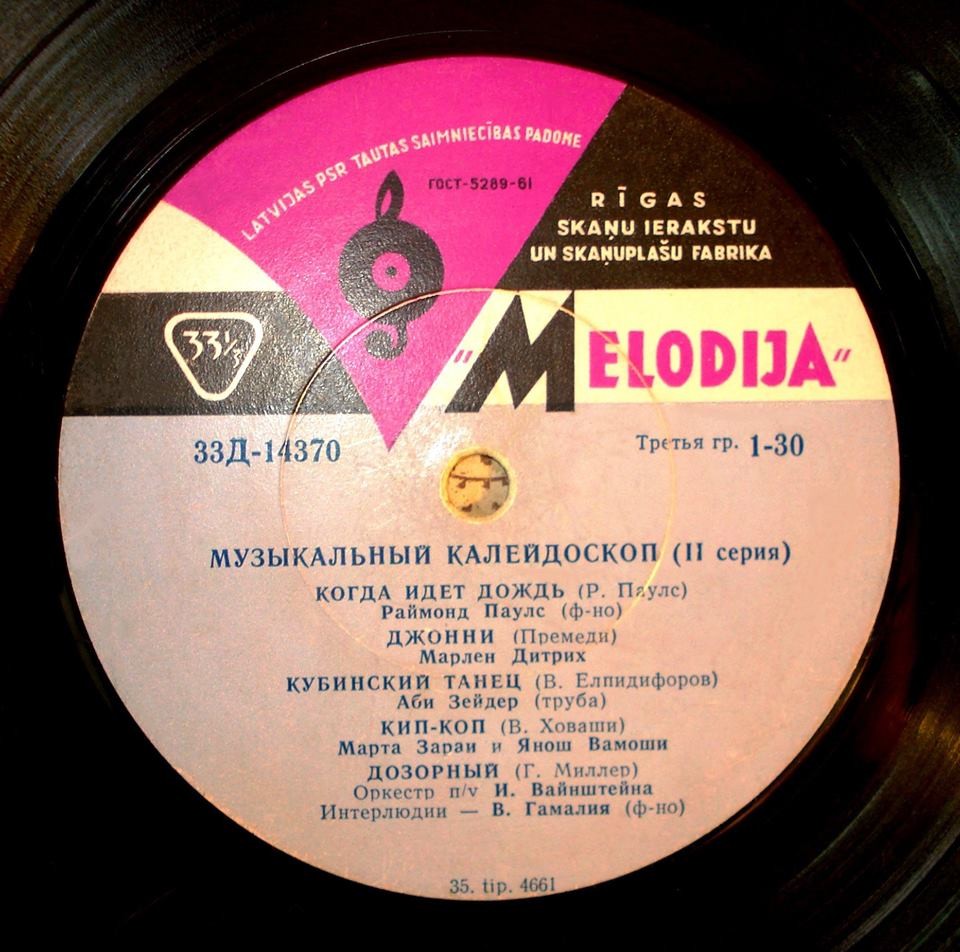 LATVIJAS PSR TAUTAS SAIMNIECĪBAS PADOME
ГОСТ-5289-61
RĪGAS
SKAŅU IERAKSTU
UN SKAŅUPLAŠU FABRIKA
33⅓
"MELODIJA"
33Д-14370
Третья гр. 1-30
МУЗЫКАЛЬНЫЙ КАЛЕЙДОСКОП (II серия)
КОГДА ИДЕТ ДОЖДЬ (Р. Паулс)
Раймонд Паулс (ф-но)
ДЖОННИ (Премеди)
Марлен Дитрих
КУБИНСКИЙ ТАНЕЦ (В. Елпидифоров)
Аби Зейдер (труба)
КИП-КОП (В. Ховаши)
Марта Зараи и Янош Вамоши
ДОЗОРНЫЙ (Г. Миллер)
Оркестр п/v И. Вайнштейна
Интерлюдии — В. Гамалия (ф-но)
35. tip. 4661